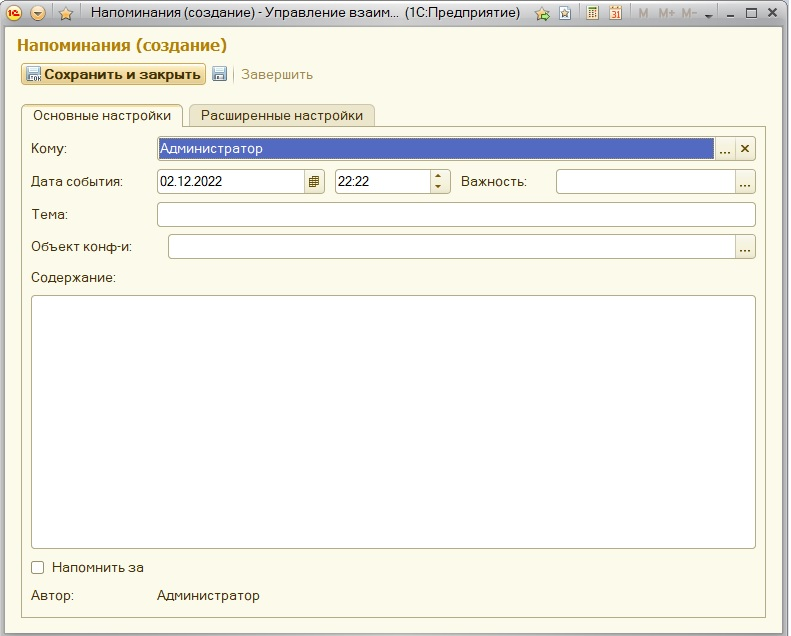 Напоминания (создание) - Управление взаим... (1С:Предприятие) 31 M M+ M-
Напоминания (создание)
Сохранить и закрыть Завершить
Основные настройки Расширенные настройки
Кому: Администратор ...
Дата события: 02.12.2022 22:22 Важность: ...
Тема:
Объект конф-и: ...
Содержание:
Напомнить за
Автор: Администратор